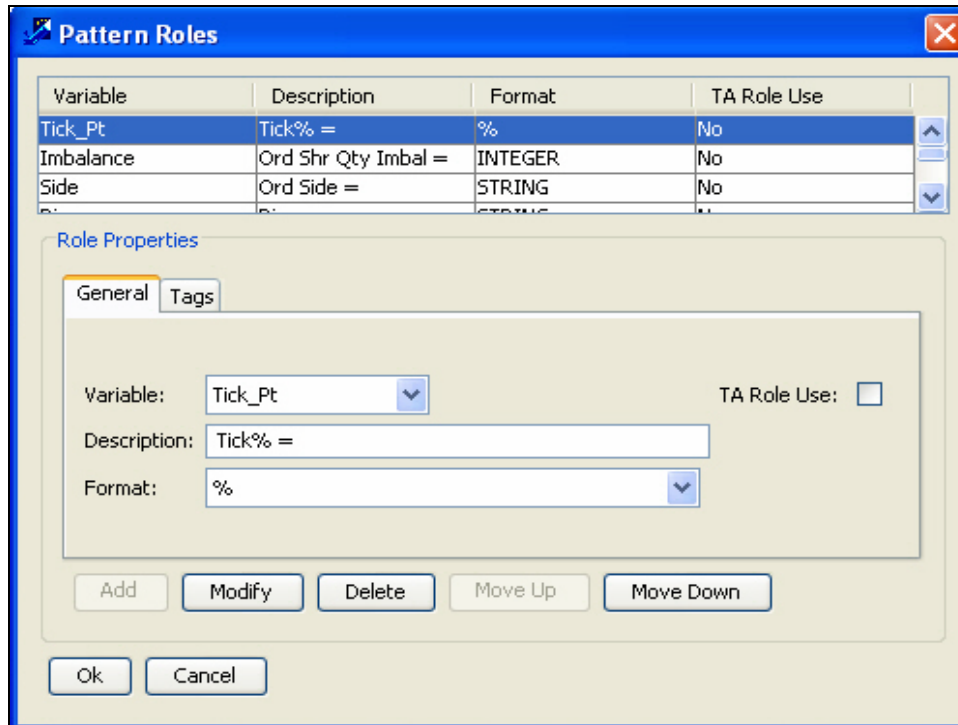 Pattern Roles
Variable Description Format TA Role Use
Tick_Pt Tick% = % No
Imbalance Ord Shr Qty Imbal = INTEGER No
Side Ord Side = STRING No
STRING
Role Properties
General Tags
Variable: Tick_Pt TA Role Use:
Description: Tick% =
Format: %
Add Modify Delete Move Up Move Down
Ok Cancel